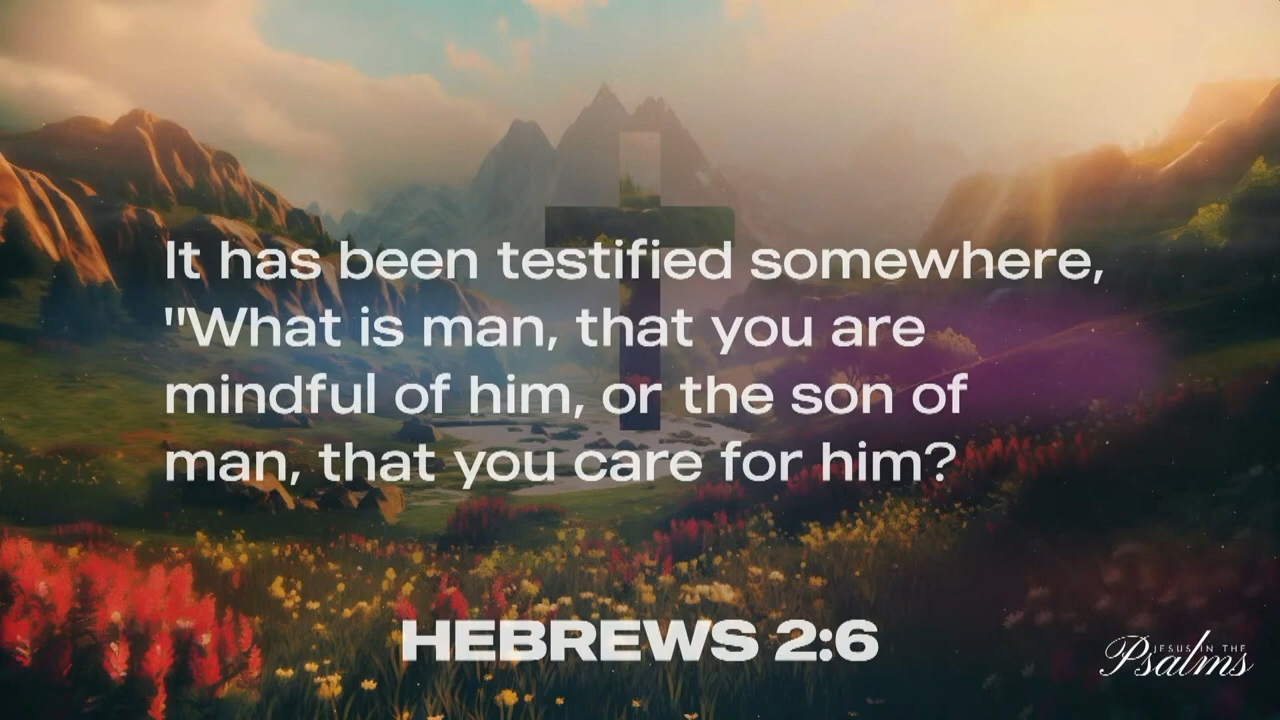 It has been testified somewhere,
"What is man, that you are
mindful of him, or the son of
man, that you care for him?
HEBREWS 2:6
JESUS IN THE
Psalms